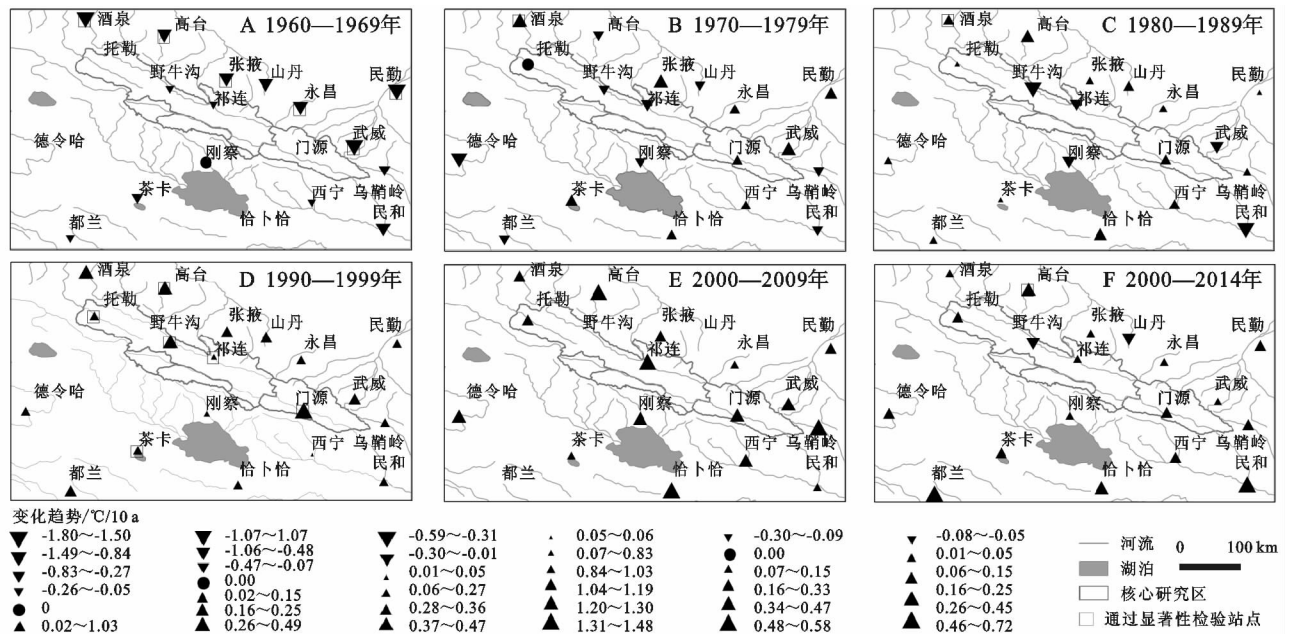 A 1960—1969年
酒泉
高台
托勒
野牛沟
张掖
山丹
民勤
祁连
永昌
德令哈
刚察
门源
武威
茶卡
西宁
乌鞘岭
都兰
恰卜恰
民和
B 1970—1979年
酒泉
高台
托勒
野牛沟
张掖
山丹
民勤
祁连
永昌
德令哈
刚察
门源
武威
茶卡
西宁
乌鞘岭
都兰
恰卜恰
民和
C 1980—1989年
酒泉
高台
托勒
野牛沟
张掖
山丹
民勤
祁连
永昌
德令哈
刚察
门源
武威
茶卡
西宁
乌鞘岭
都兰
恰卜恰
民和
D 1990—1999年
酒泉
高台
托勒
野牛沟
张掖
山丹
民勤
祁连
永昌
德令哈
刚察
门源
武威
茶卡
西宁
乌鞘岭
都兰
恰卜恰
民和
E 2000—2009年
酒泉
高台
托勒
野牛沟
张掖
山丹
民勤
祁连
永昌
德令哈
刚察
门源
武威
茶卡
西宁
乌鞘岭
都兰
恰卜恰
民和
F 2000—2014年
酒泉
高台
托勒
野牛沟
张掖
山丹
民勤
祁连
永昌
德令哈
刚察
门源
武威
茶卡
西宁
乌鞘岭
都兰
恰卜恰
民和
变化趋势/℃/10 a
-1.80～-1.50
-1.49～-0.84
-0.83～-0.27
-0.26～-0.05
0
0.02～1.03
-1.07～1.07
-1.06～-0.48
-0.47～-0.07
0.00
0.02～0.15
0.16～0.25
0.26～0.49
-0.59～-0.31
-0.30～-0.01
0.01～0.05
0.06～0.27
0.28～0.36
0.37～0.47
0.05～0.06
0.07～0.83
0.84～1.03
1.04～1.19
1.20～1.30
1.31～1.48
-0.30～-0.09
0.00
0.07～0.15
0.16～0.33
0.34～0.47
0.48～0.58
-0.08～-0.05
0.01～0.05
0.06～0.15
0.16～0.25
0.26～0.45
0.46～0.72
河流
0 100 km
湖泊
核心研究区
通过显著性检验站点